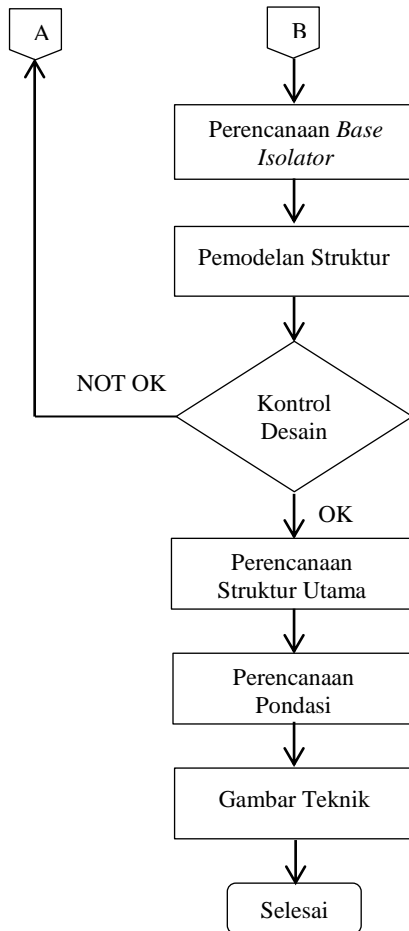 A
B
Perencanaan Base
Isolator
Pemodelan Struktur
NOT OK
Kontrol
Desain
OK
Perencanaan
Struktur Utama
Perencanaan
Pondasi
Gambar Teknik
Selesai